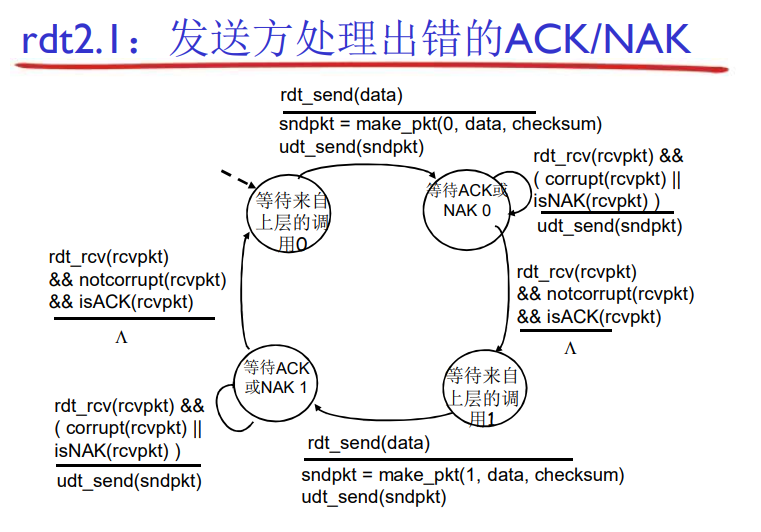 rdt2.1：发送方处理出错的ACK/NAK
rdt_send(data)
sndpkt = make_pkt(0, data, checksum)
udt_send(sndpkt)
等待来自
上层的调
用0
等待ACK或
NAK 0
rdt_rcv(rcvpkt) &&
( corrupt(rcvpkt) ||
isNAK(rcvpkt) )
udt_send(sndpkt)
rdt_rcv(rcvpkt)
&& notcorrupt(rcvpkt)
&& isACK(rcvpkt)
Λ
rdt_rcv(rcvpkt)
&& notcorrupt(rcvpkt)
&& isACK(rcvpkt)
Λ
等待ACK
或NAK 1
等待来自
上层的调
用1
rdt_rcv(rcvpkt) &&
( corrupt(rcvpkt) ||
isNAK(rcvpkt) )
udt_send(sndpkt)
rdt_send(data)
sndpkt = make_pkt(1, data, checksum)
udt_send(sndpkt)